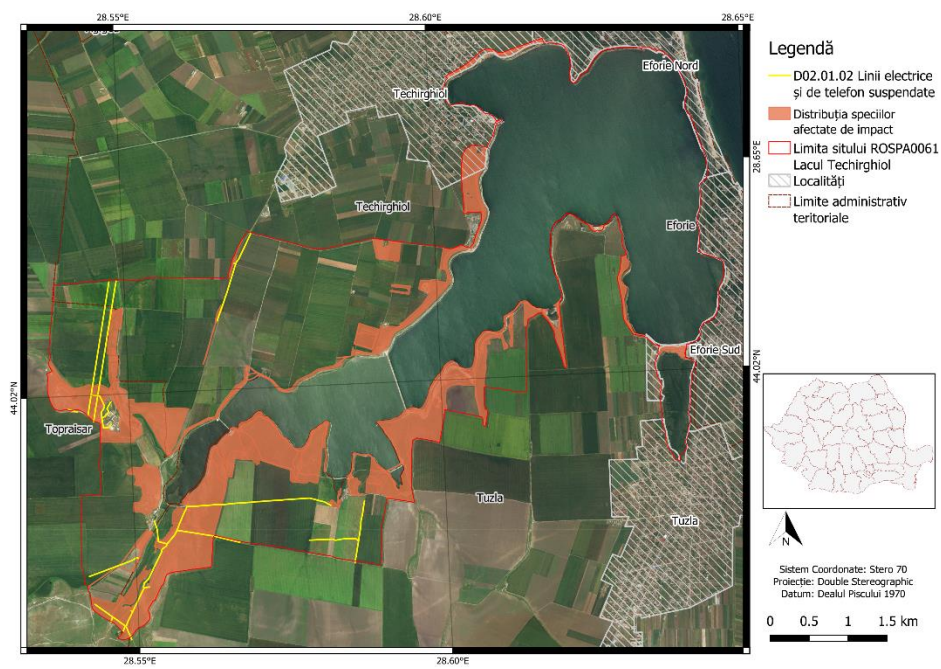 28.55°E
28.60°E
28.65°E
Eforie Nord
Techirghiol
28.65°E
Techirghiol
Eforie
Eforie Sud
44.02°N
44.02°N
Topraisar
Tuzla
Tuzla
28.55°E
28.60°E
Legendă
D02.01.02 Linii electrice
și de telefon suspendate
Distribuția speciilor
afectate de impact
Limita sitului ROSPA0061
Lacul Techirghiol
Localități
Limite administrativ
teritoriale
N
Sistem Coordonate: Stero 70
Proiecție: Double Stereographic
Datum: Dealul Piscului 1970
0 0.5 1 1.5 km